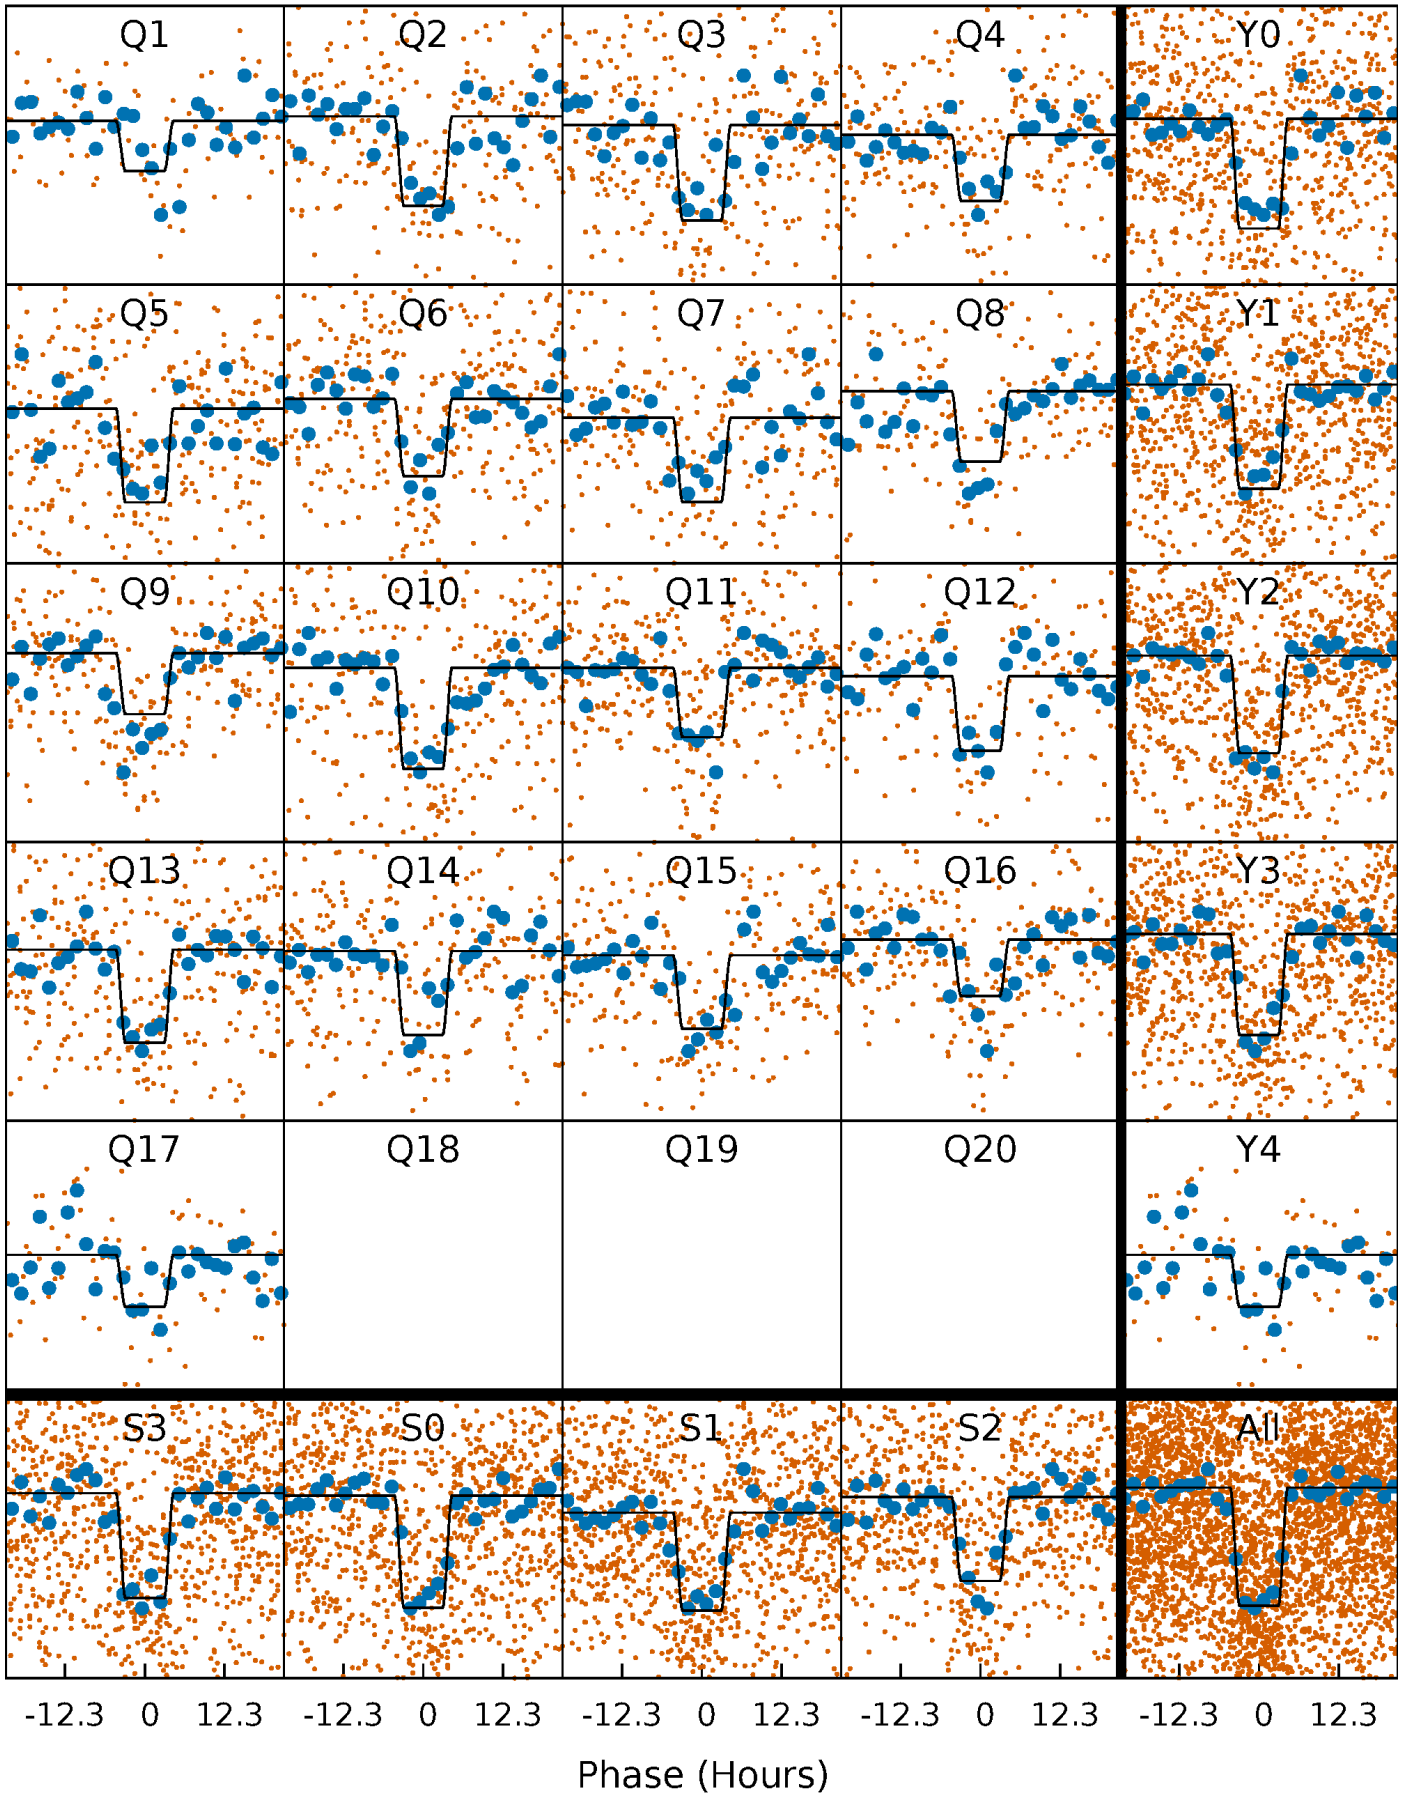 Q1 Q2 Q3 Q4 Y0
Q5 Q6 Q7 Q8 Y1
Q9 Q10 Q11 Q12 Y2
Q13 Q14 Q15 Q16 Y3
Q17 Q18 Q19 Q20 Y4
S3 S0 S1 S2 All
-12.3 0 12.3 -12.3 0 12.3 -12.3 0 12.3 -12.3 0 12.3 -12.3 0 12.3
Phase (Hours)